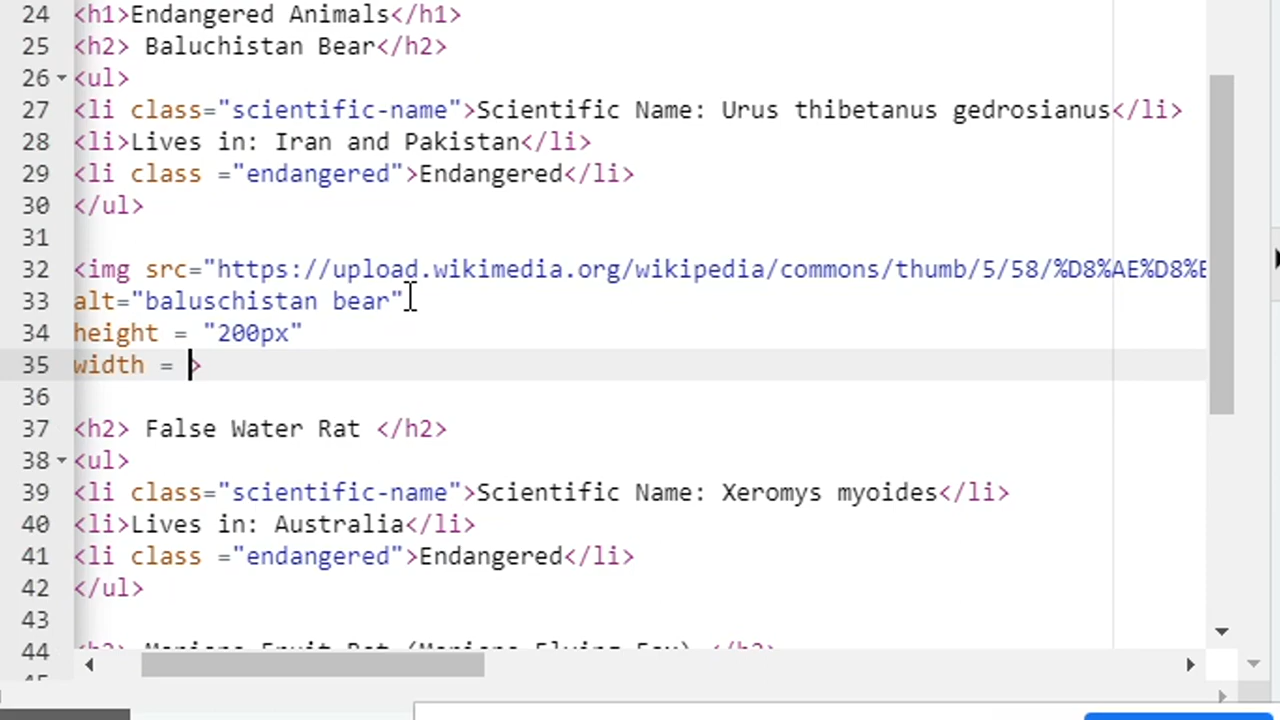 24 <h1>Endangered Animals</h1>
25 <h2> Baluchistan Bear</h2>
26 <ul>
27 <li class="scientific-name">Scientific Name: Urus thibetanus gedrosianus</li>
28 <li>Lives in: Iran and Pakistan</li>
29 <li class ="endangered">Endangered</li>
30 </ul>
31
32 <img src="https://upload.wikimedia.org/wikipedia/commons/thumb/5/58/%D8%AE%D8%
33 alt="baluschistan bear"
34 height = "200px"
35 width = >
36
37 <h2> False Water Rat </h2>
38 <ul>
39 <li class="scientific-name">Scientific Name: Xeromys myoides</li>
40 <li>Lives in: Australia</li>
41 <li class ="endangered">Endangered</li>
42 </ul>
43
44